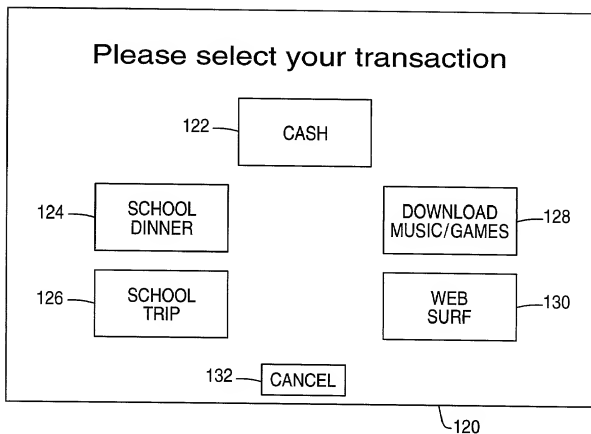 Please select your transaction
122
CASH
124
SCHOOL
DINNER
DOWNLOAD
MUSIC/GAMES
128
126
SCHOOL
TRIP
WEB
SURF
130
132
CANCEL
120